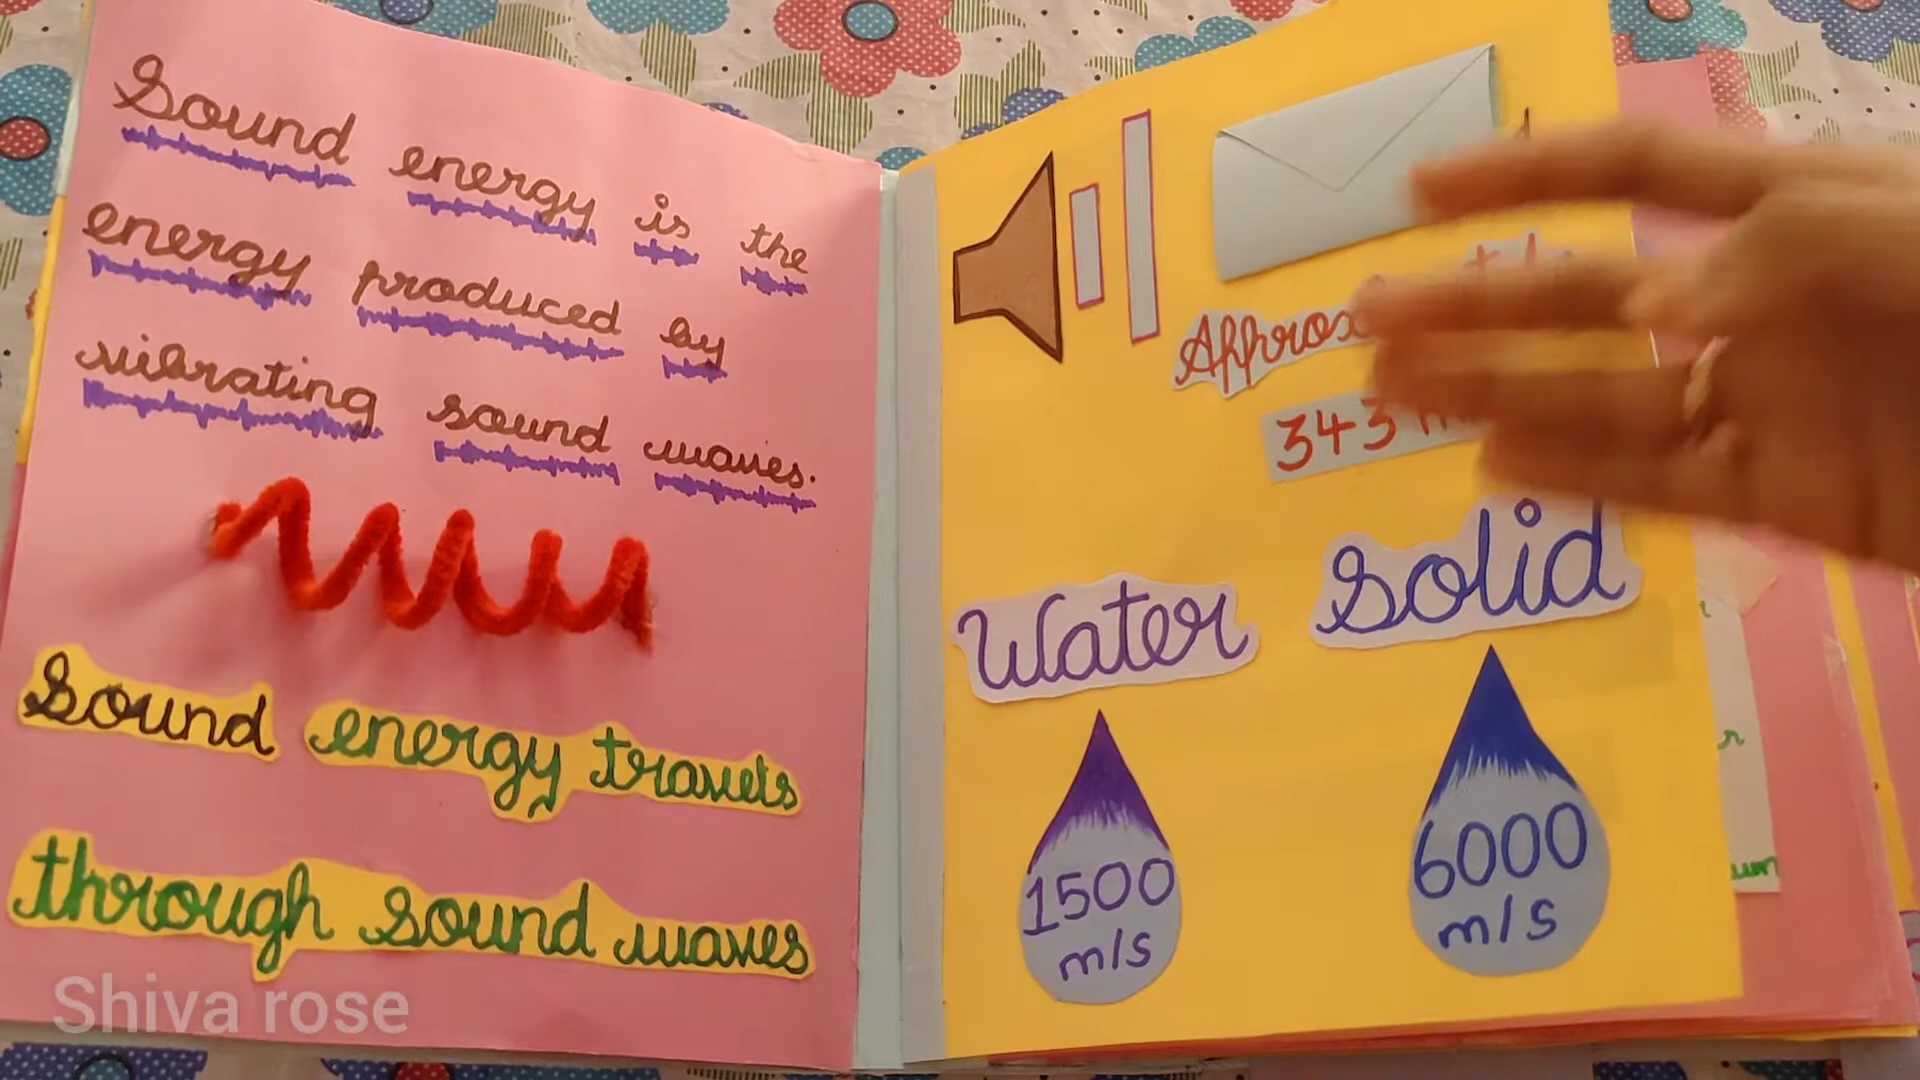 Sound energy is the
energy produced by
vibrating sound waves.
Sound energy travels
through sound waves
343
Water
Solid
1500
m/s
6000
m/s
Shiva rose